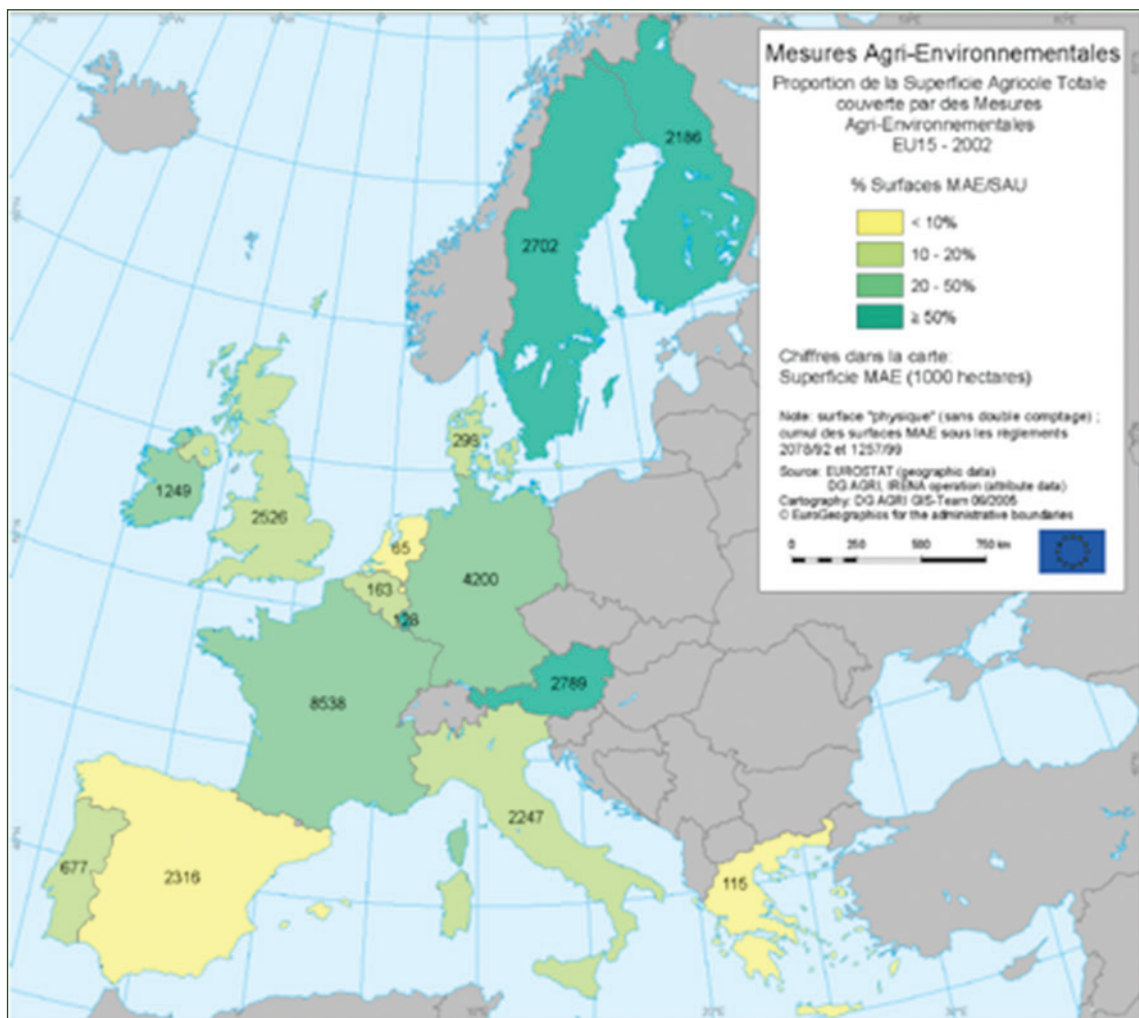 Mesures Agri-Environnementales
Proportion de la Superficie Agricole Totale
couverte par des Mesures
Agri-Environnementales
EU15 - 2002
% Surfaces MAE/SAU
< 10%
10 - 20%
20 - 50%
≥ 50%
Chiffres dans la carte:
Superficie MAE (1000 hectares)
Note: surface "physique" (sans double comptage) ;
cumul des surfaces MAE sous les règlements
2078/92 et 1257/99
Source: EUROSTAT (geographic data)
DG AGRI, IRENA operation (attribute data)
Cartography: DG AGRI GIS-Team 09/2005
© EuroGeographics for the administrative boundaries
0 250 500 750 km
2186
2702
298
1249
2526
65
163
4200
128
2789
8538
2247
677
2316
115